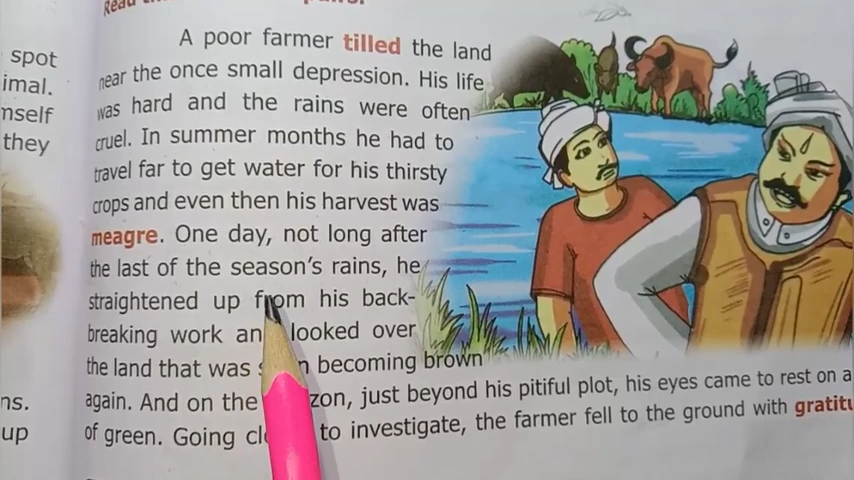 Read
A poor farmer tilled the land
near the once small depression. His life
was hard and the rains were often
cruel. In summer months he had to
travel far to get water for his thirsty
crops and even then his harvest was
meagre. One day, not long after
the last of the season's rains, he
straightened up from his back-
breaking work an looked over
the land that was becoming brown
again. And on the zon, just beyond his pitiful plot, his eyes came to rest on a
of green. Going to investigate, the farmer fell to the ground with gratitu
spot
imal.
mself
they
ns.
up